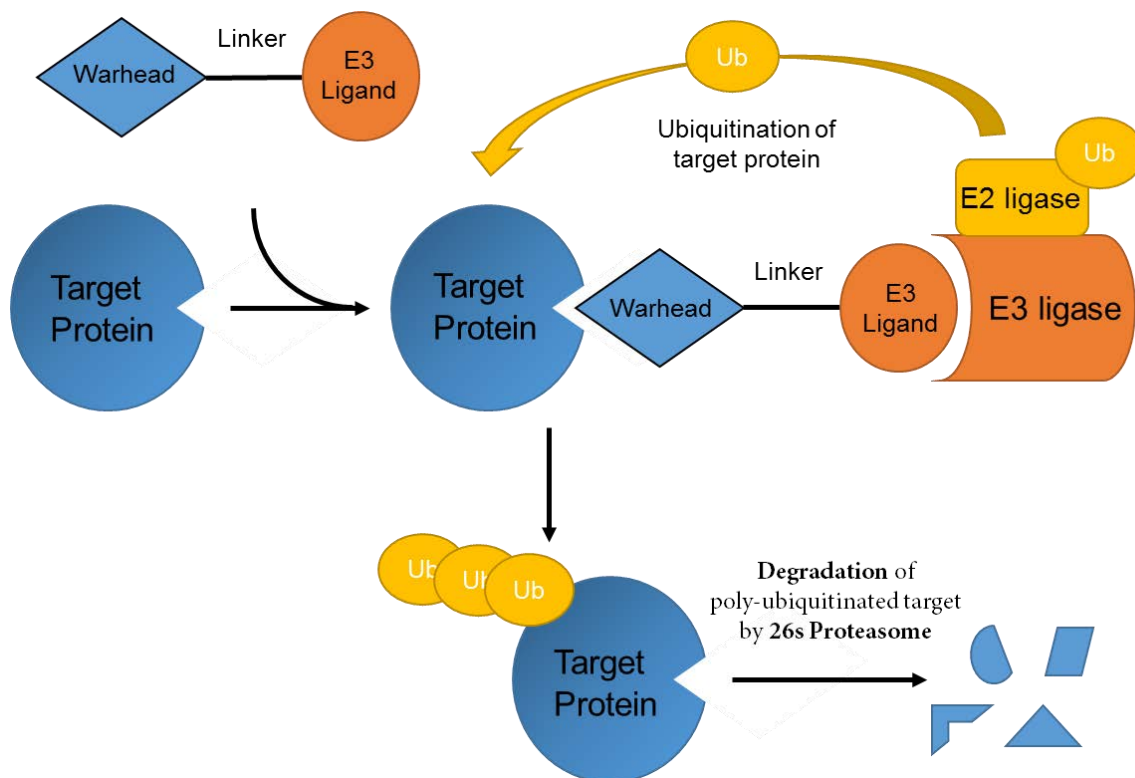 Linker
Warhead
E3
Ligand
Ub
Ubiquitination of
target protein
Ub
E2 ligase
Target
Protein
Target
Protein
Warhead
Linker
E3
Ligand
E3 ligase
Ub
Ub
Ub
Target
Protein
Degradation of
poly-ubiquitinated target
by 26s Proteasome